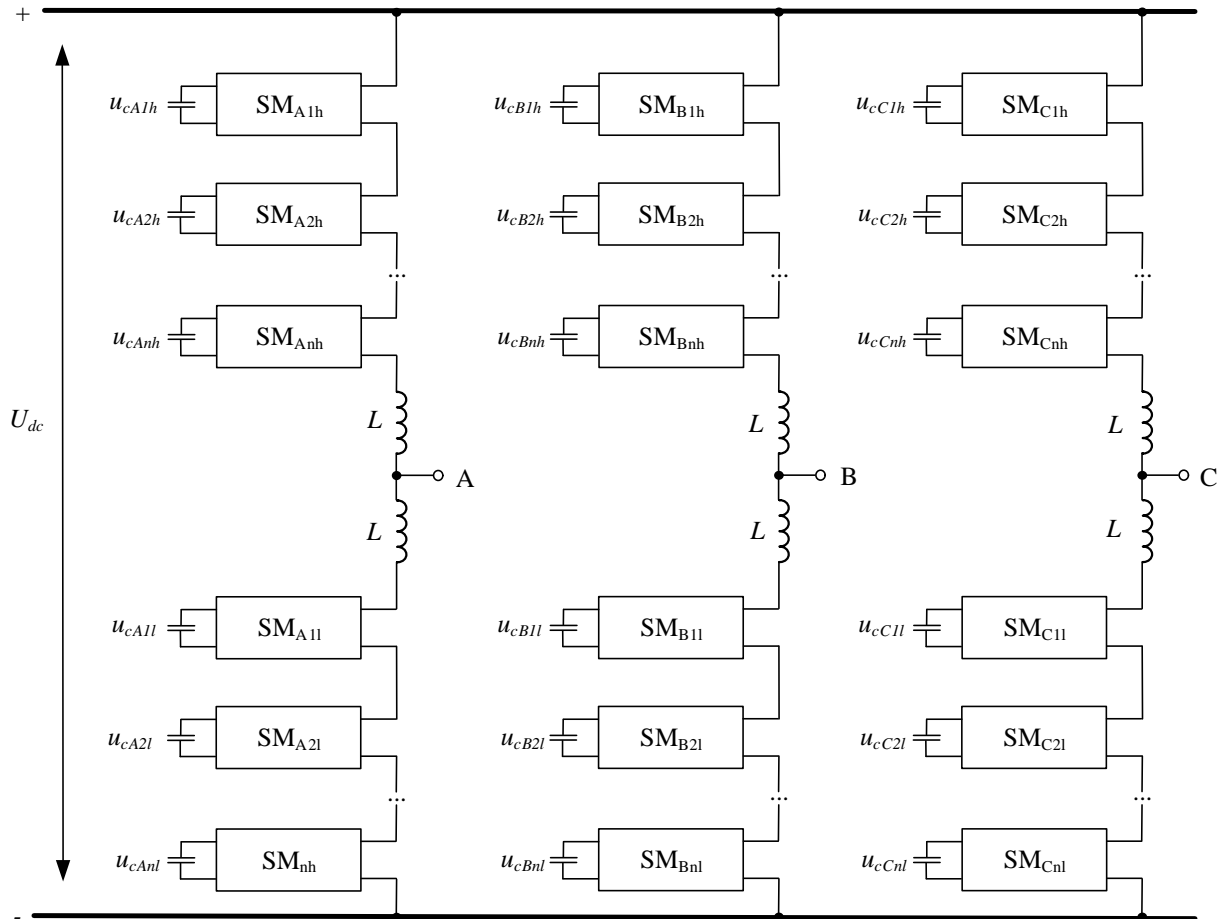 +
u_cA1h SM_A1h u_cB1h SM_B1h u_cC1h SM_C1h
u_cA2h SM_A2h u_cB2h SM_B2h u_cC2h SM_C2h
... ... ...
u_cAnh SM_Anh u_cBnh SM_Bnh u_cCnh SM_Cnh
U_dc L L L
A B C
L L L
u_cA1l SM_A1l u_cB1l SM_B1l u_cC1l SM_C1l
u_cA2l SM_A2l u_cB2l SM_B2l u_cC2l SM_C2l
... ... ...
u_cAnl SM_nh u_cBnl SM_Bnl u_cCnl SM_Cnl
-